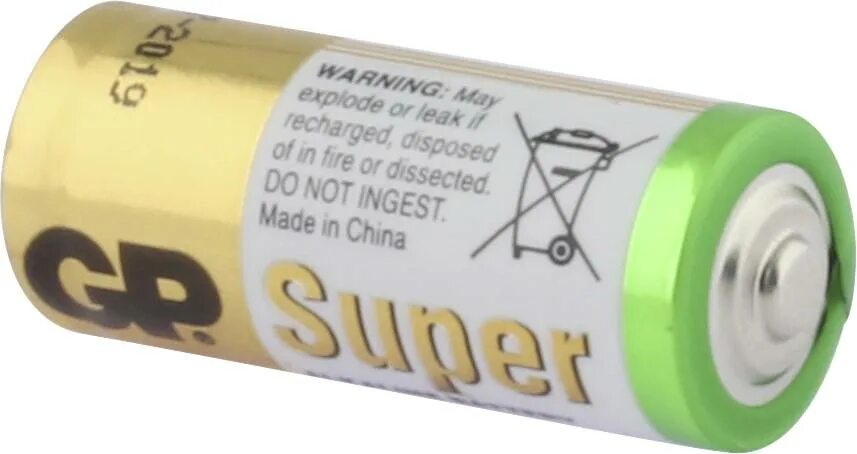 -2019
WARNING: May
explode or leak if
recharged, disposed
of in fire or dissected.
DO NOT INGEST.
Made in China
GP
Super